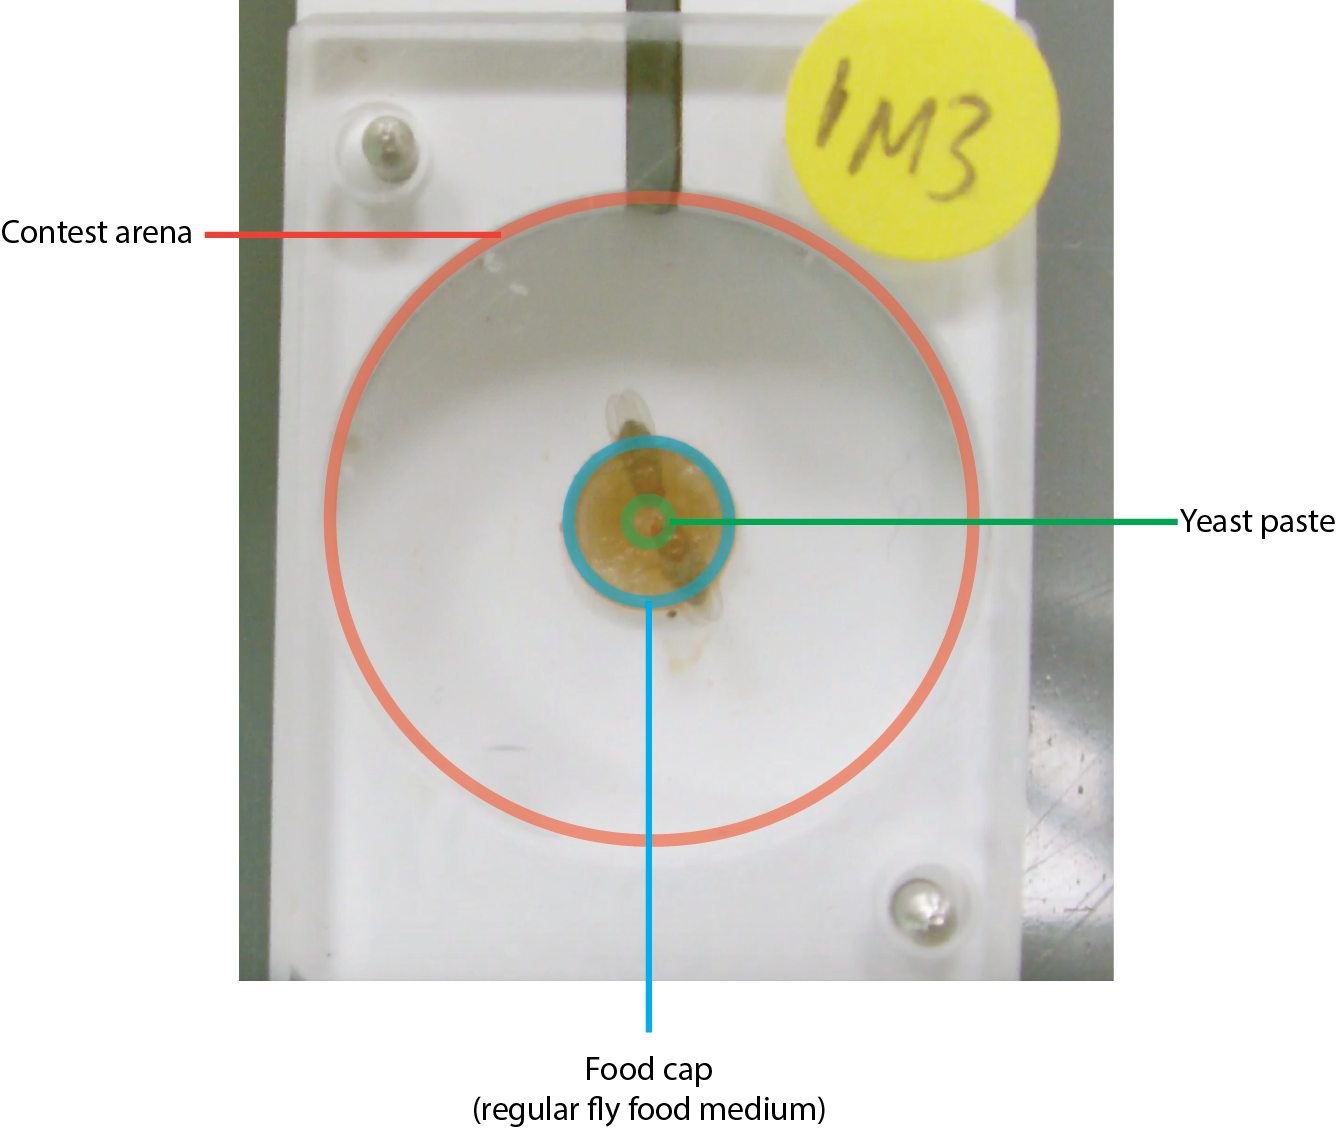 1M3
Contest arena
Yeast paste
Food cap
(regular fly food medium)